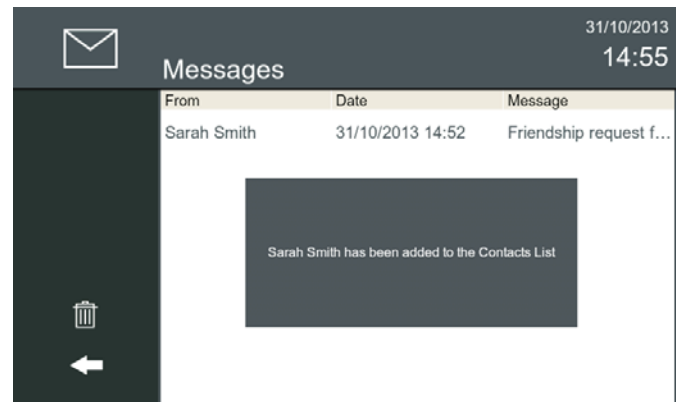 31/10/2013
14:55
Messages
From Date Message
Sarah Smith 31/10/2013 14:52 Friendship request f...
Sarah Smith has been added to the Contacts List